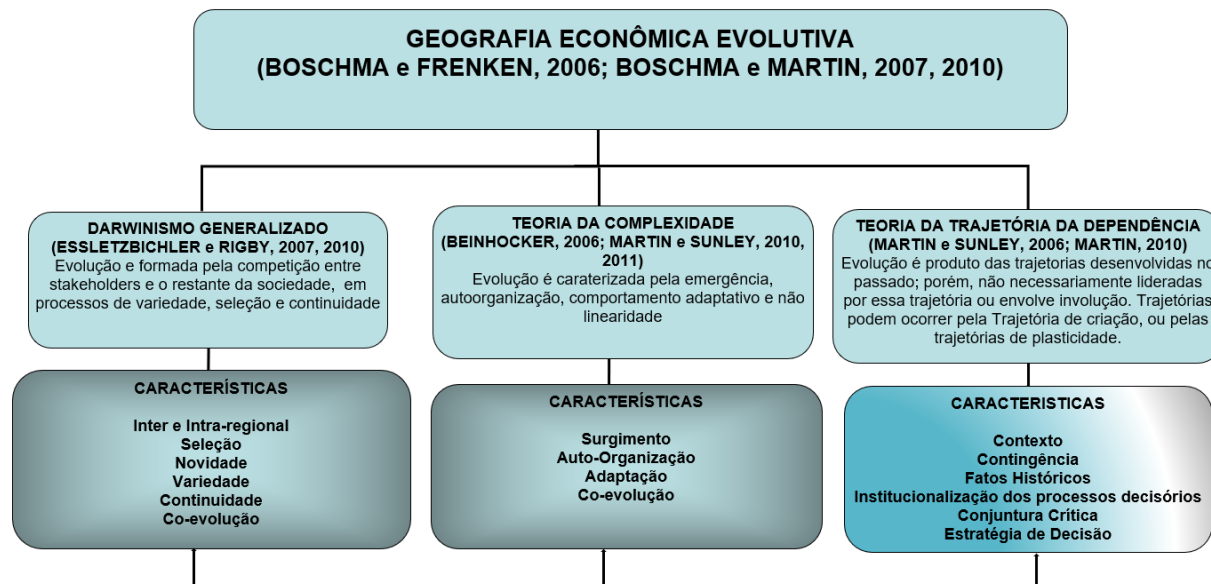 GEOGRAFIA ECONÔMICA EVOLUTIVA
(BOSCHMA e FRENKEN, 2006; BOSCHMA e MARTIN, 2007, 2010)
DARWINISMO GENERALIZADO
(ESSLETZBICHLER e RIGBY, 2007, 2010)
Evolução e formada pela competição entre
stakeholders e o restante da sociedade, em
processos de variedade, seleção e continuidade
TEORIA DA COMPLEXIDADE
(BEINHOCKER, 2006; MARTIN e SUNLEY, 2010,
2011)
Evolução é caraterizada pela emergência,
autoorganização, comportamento adaptativo e não
linearidade
TEORIA DA TRAJETÓRIA DA DEPENDÊNCIA
(MARTIN e SUNLEY, 2006; MARTIN, 2010)
Evolução é produto das trajetorias desenvolvidas no
passado; porém, não necessariamente lideradas
por essa trajetória ou envolve involução. Trajetórias
podem ocorrer pela Trajetória de criação, ou pelas
trajetórias de plasticidade.
CARACTERÍSTICAS
Inter e Intra-regional
Seleção
Novidade
Variedade
Continuidade
Co-evolução
CARACTERÍSTICAS
Surgimento
Auto-Organização
Adaptação
Co-evolução
CARACTERISTICAS
Contexto
Contingência
Fatos Históricos
Institucionalização dos processos decisórios
Conjuntura Crítica
Estratégia de Decisão